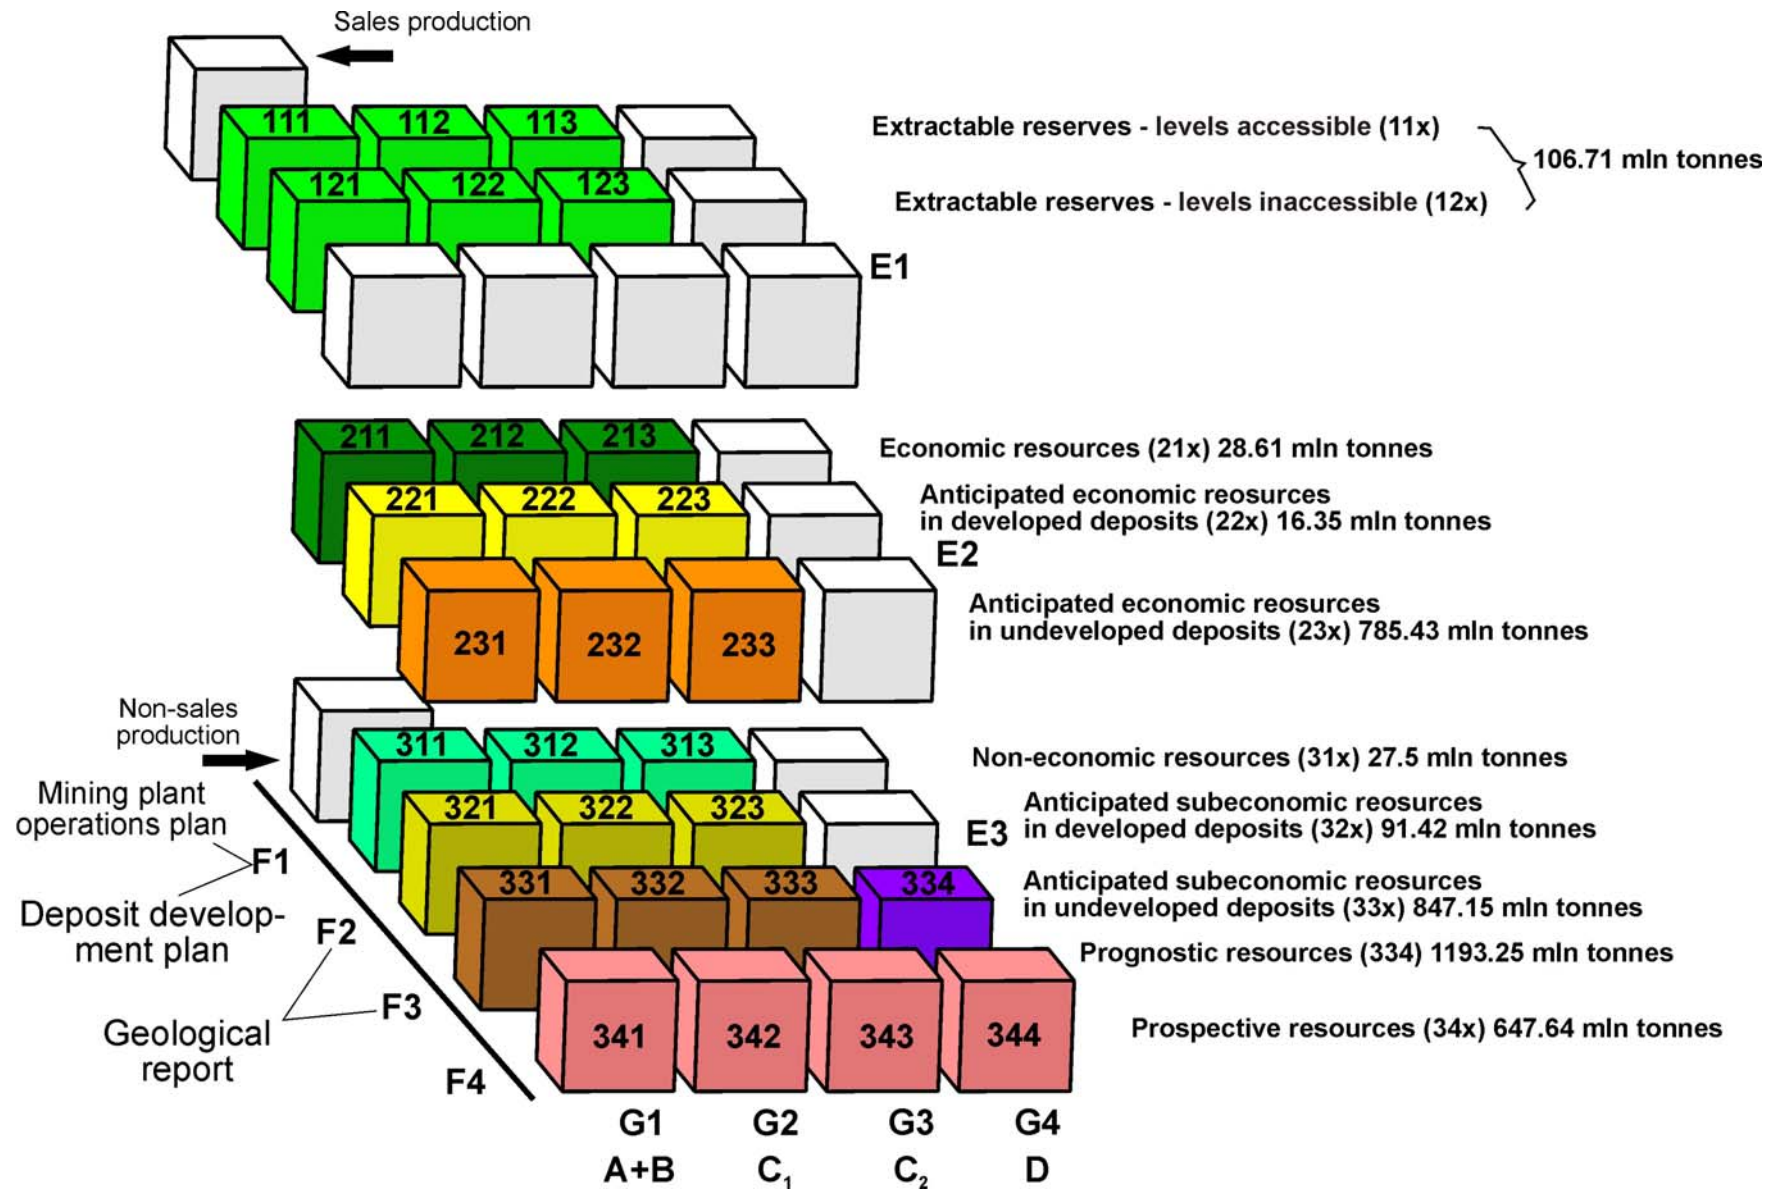 Sales production
111 112 113
Extractable reserves - levels accessible (11x)
106.71 mln tonnes
121 122 123
Extractable reserves - levels inaccessible (12x)
E1
211 212 213
Economic resources (21x) 28.61 mln tonnes
221 222 223
Anticipated economic reosurces
in developed deposits (22x) 16.35 mln tonnes
E2
231 232 233
Anticipated economic reosurces
in undeveloped deposits (23x) 785.43 mln tonnes
Non-sales
production
311 312 313
Non-economic resources (31x) 27.5 mln tonnes
Mining plant
operations plan
321 322 323
E3
Anticipated subeconomic reosurces
in developed deposits (32x) 91.42 mln tonnes
F1
331 332 333 334
Anticipated subeconomic reosurces
in undeveloped deposits (33x) 847.15 mln tonnes
Deposit develop-
ment plan
F2
Prognostic resources (334) 1193.25 mln tonnes
F3
Geological
report
341 342 343 344
Prospective resources (34x) 647.64 mln tonnes
F4
G1 G2 G3 G4
A+B C₁ C₂ D